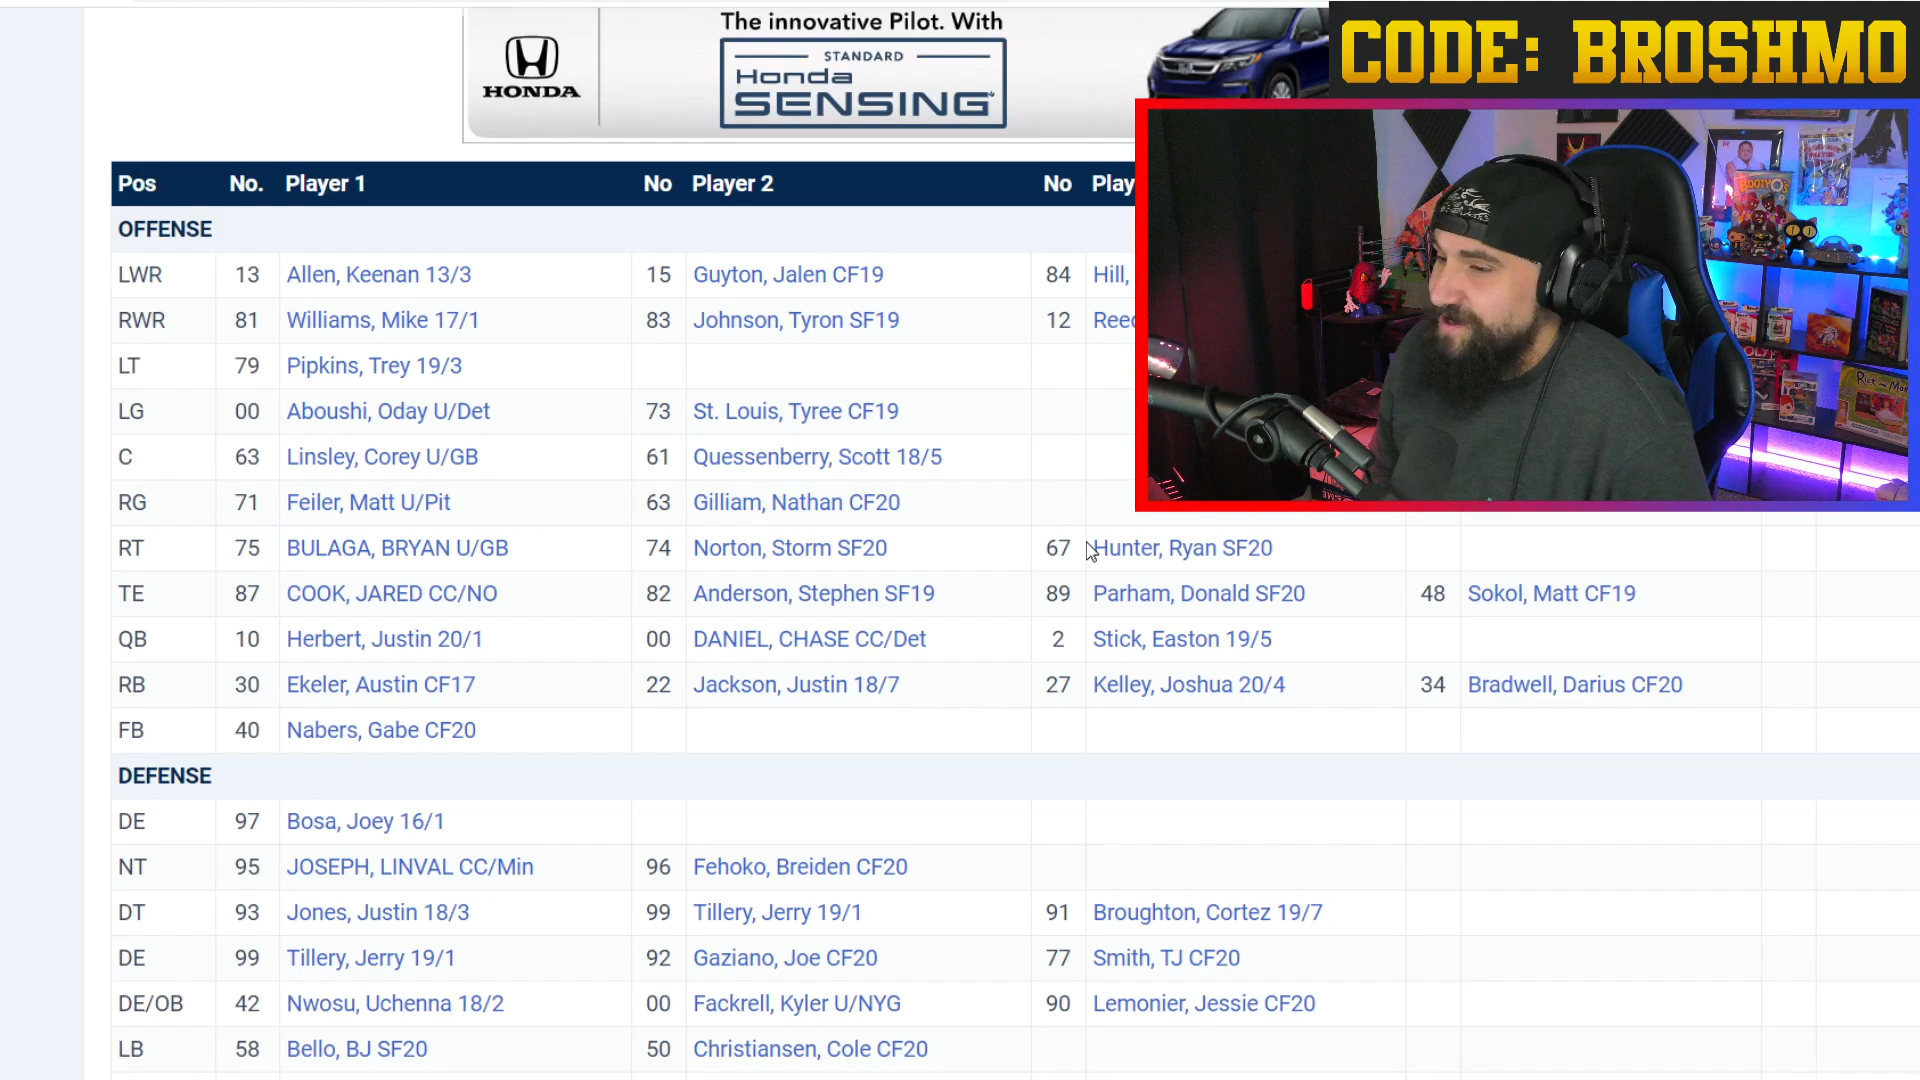 The innovative Pilot. With
STANDARD
Honda
SENSING
HONDA
CODE: BROSHMO
Pos No. Player 1 No Player 2 No Play
OFFENSE
LWR 13 Allen, Keenan 13/3 15 Guyton, Jalen CF19 84 Hill,
RWR 81 Williams, Mike 17/1 83 Johnson, Tyron SF19 12 Reed
LT 79 Pipkins, Trey 19/3
LG 00 Aboushi, Oday U/Det 73 St. Louis, Tyree CF19
C 63 Linsley, Corey U/GB 61 Quessenberry, Scott 18/5
RG 71 Feiler, Matt U/Pit 63 Gilliam, Nathan CF20
RT 75 BULAGA, BRYAN U/GB 74 Norton, Storm SF20 67 Hunter, Ryan SF20
TE 87 COOK, JARED CC/NO 82 Anderson, Stephen SF19 89 Parham, Donald SF20 48 Sokol, Matt CF19
QB 10 Herbert, Justin 20/1 00 DANIEL, CHASE CC/Det 2 Stick, Easton 19/5
RB 30 Ekeler, Austin CF17 22 Jackson, Justin 18/7 27 Kelley, Joshua 20/4 34 Bradwell, Darius CF20
FB 40 Nabers, Gabe CF20
DEFENSE
DE 97 Bosa, Joey 16/1
NT 95 JOSEPH, LINVAL CC/Min 96 Fehoko, Breiden CF20
DT 93 Jones, Justin 18/3 99 Tillery, Jerry 19/1 91 Broughton, Cortez 19/7
DE 99 Tillery, Jerry 19/1 92 Gaziano, Joe CF20 77 Smith, TJ CF20
DE/OB 42 Nwosu, Uchenna 18/2 00 Fackrell, Kyler U/NYG 90 Lemonier, Jessie CF20
LB 58 Bello, BJ SF20 50 Christiansen, Cole CF20